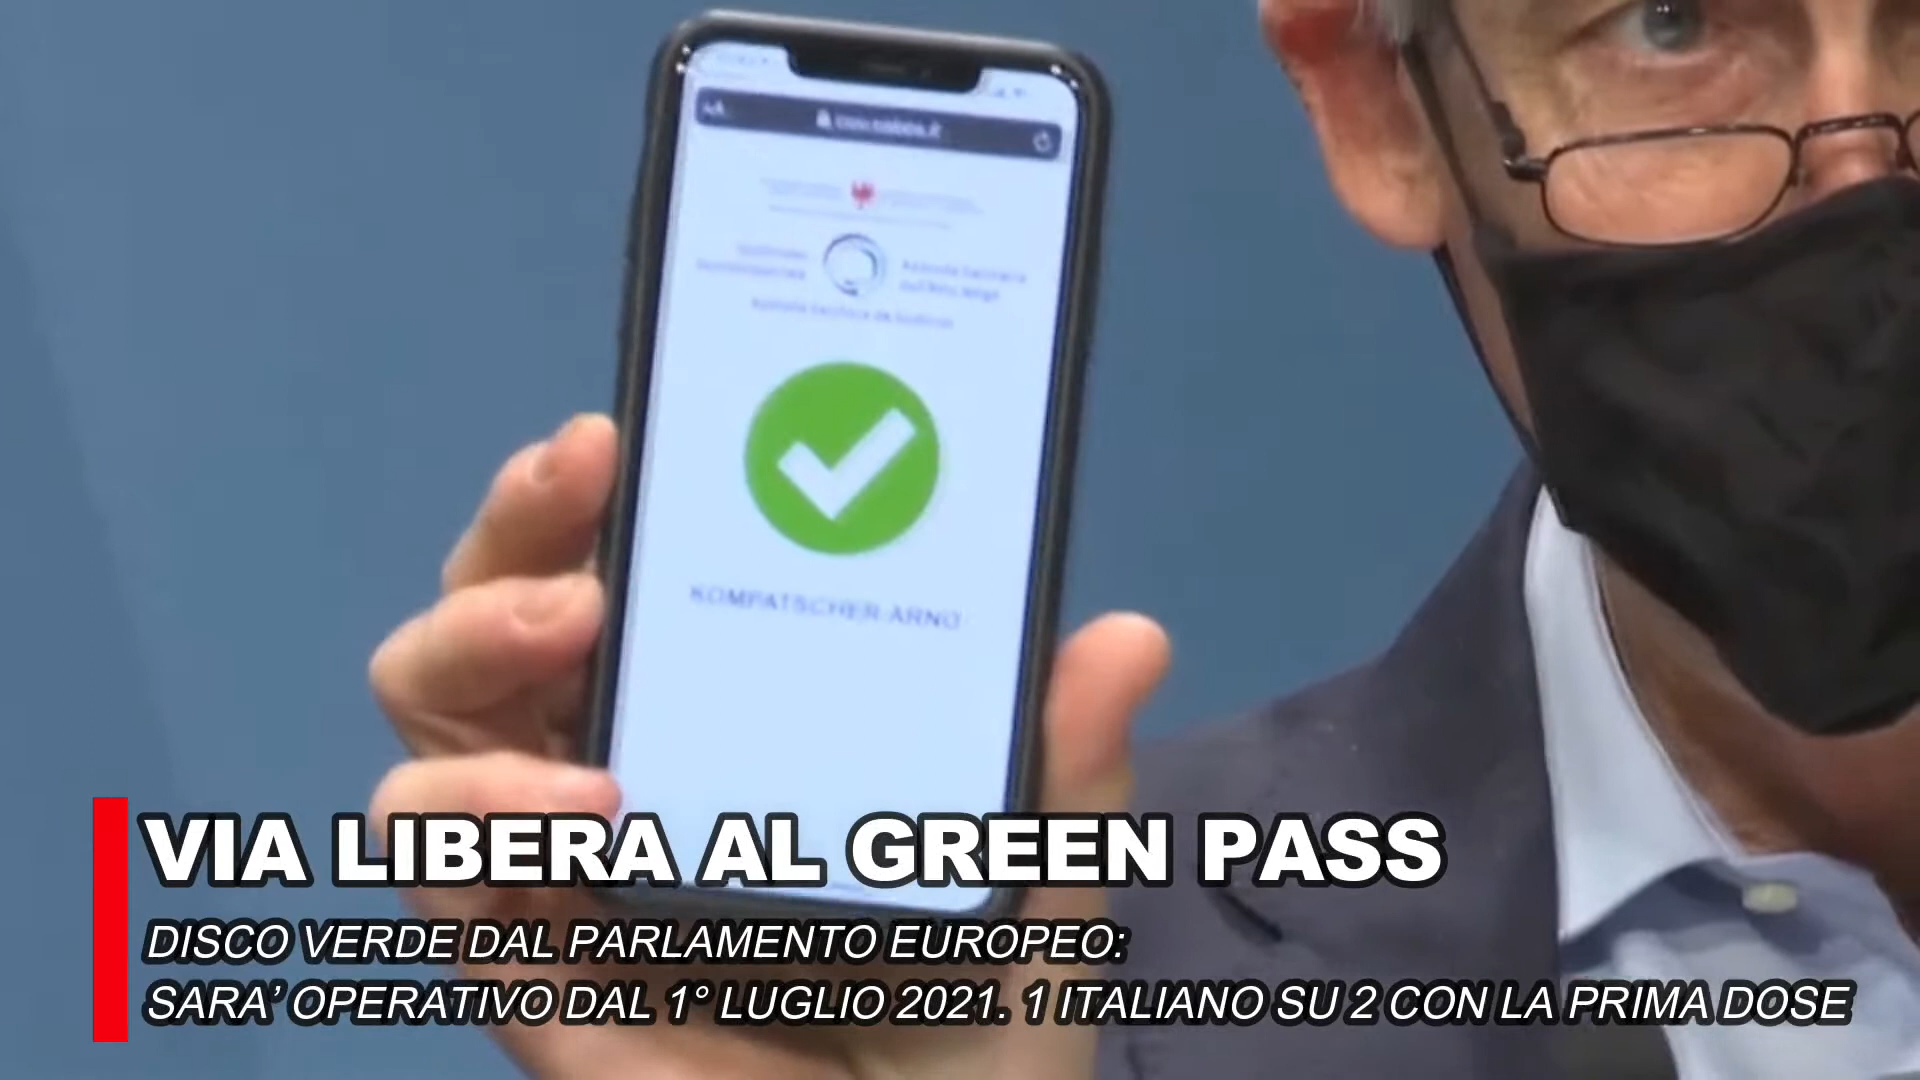 KOMPATSCHER ARNO
VIA LIBERA AL GREEN PASS
DISCO VERDE DAL PARLAMENTO EUROPEO:
SARA’ OPERATIVO DAL 1° LUGLIO 2021. 1 ITALIANO SU 2 CON LA PRIMA DOSE